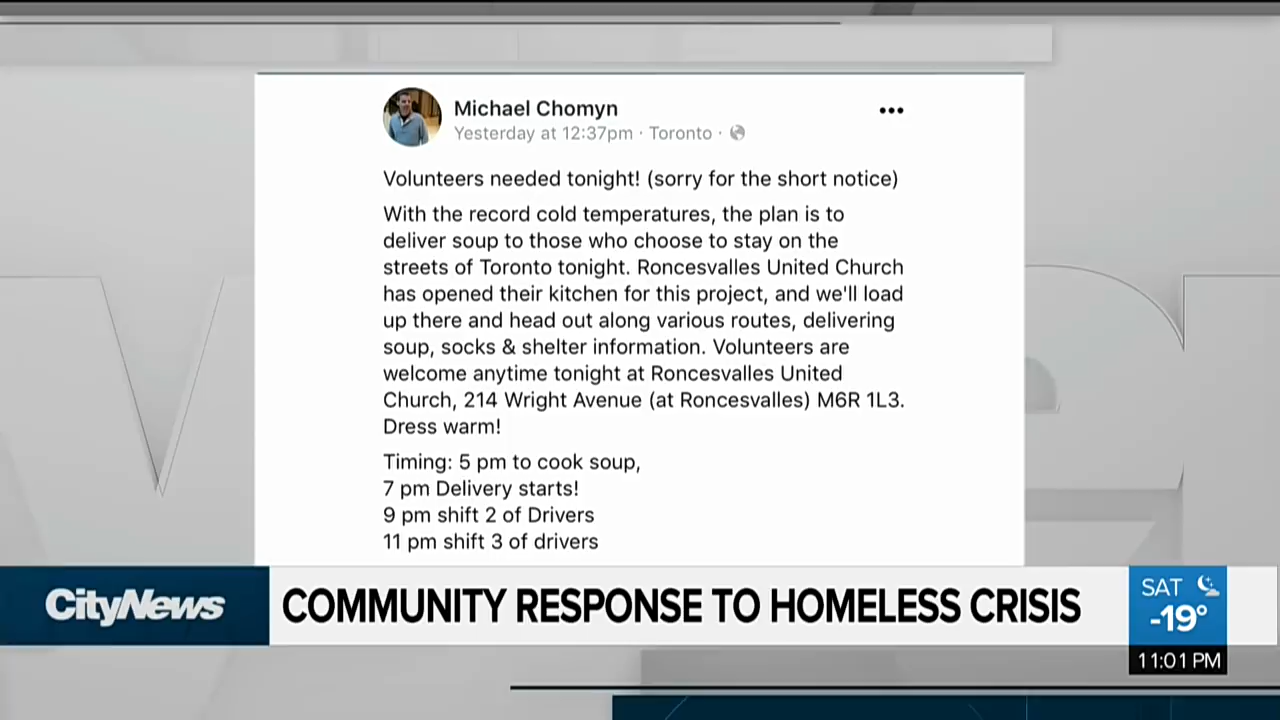 Michael Chomyn
Yesterday at 12:37pm · Toronto ·
Volunteers needed tonight! (sorry for the short notice)
With the record cold temperatures, the plan is to
deliver soup to those who choose to stay on the
streets of Toronto tonight. Roncesvalles United Church
has opened their kitchen for this project, and we'll load
up there and head out along various routes, delivering
soup, socks & shelter information. Volunteers are
welcome anytime tonight at Roncesvalles United
Church, 214 Wright Avenue (at Roncesvalles) M6R 1L3.
Dress warm!
Timing: 5 pm to cook soup,
7 pm Delivery starts!
9 pm shift 2 of Drivers
11 pm shift 3 of drivers
CityNews
COMMUNITY RESPONSE TO HOMELESS CRISIS
SAT
-19°
11:01 PM